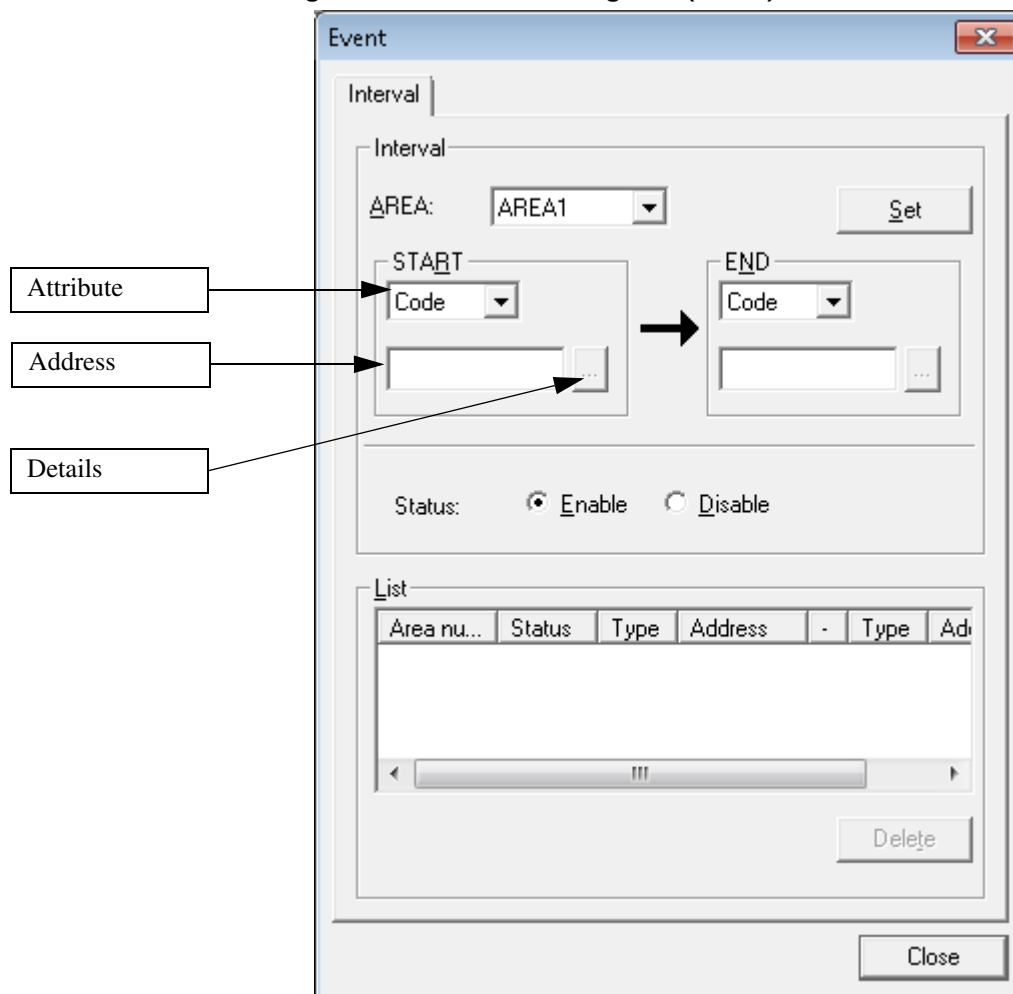 Event
Interval
Interval
AREA: AREA1 Set
START END
Attribute
Code Code
Address
... ...
Details
Status: Enable Disable
List
Area nu... Status Type Address - Type
Delete
Close